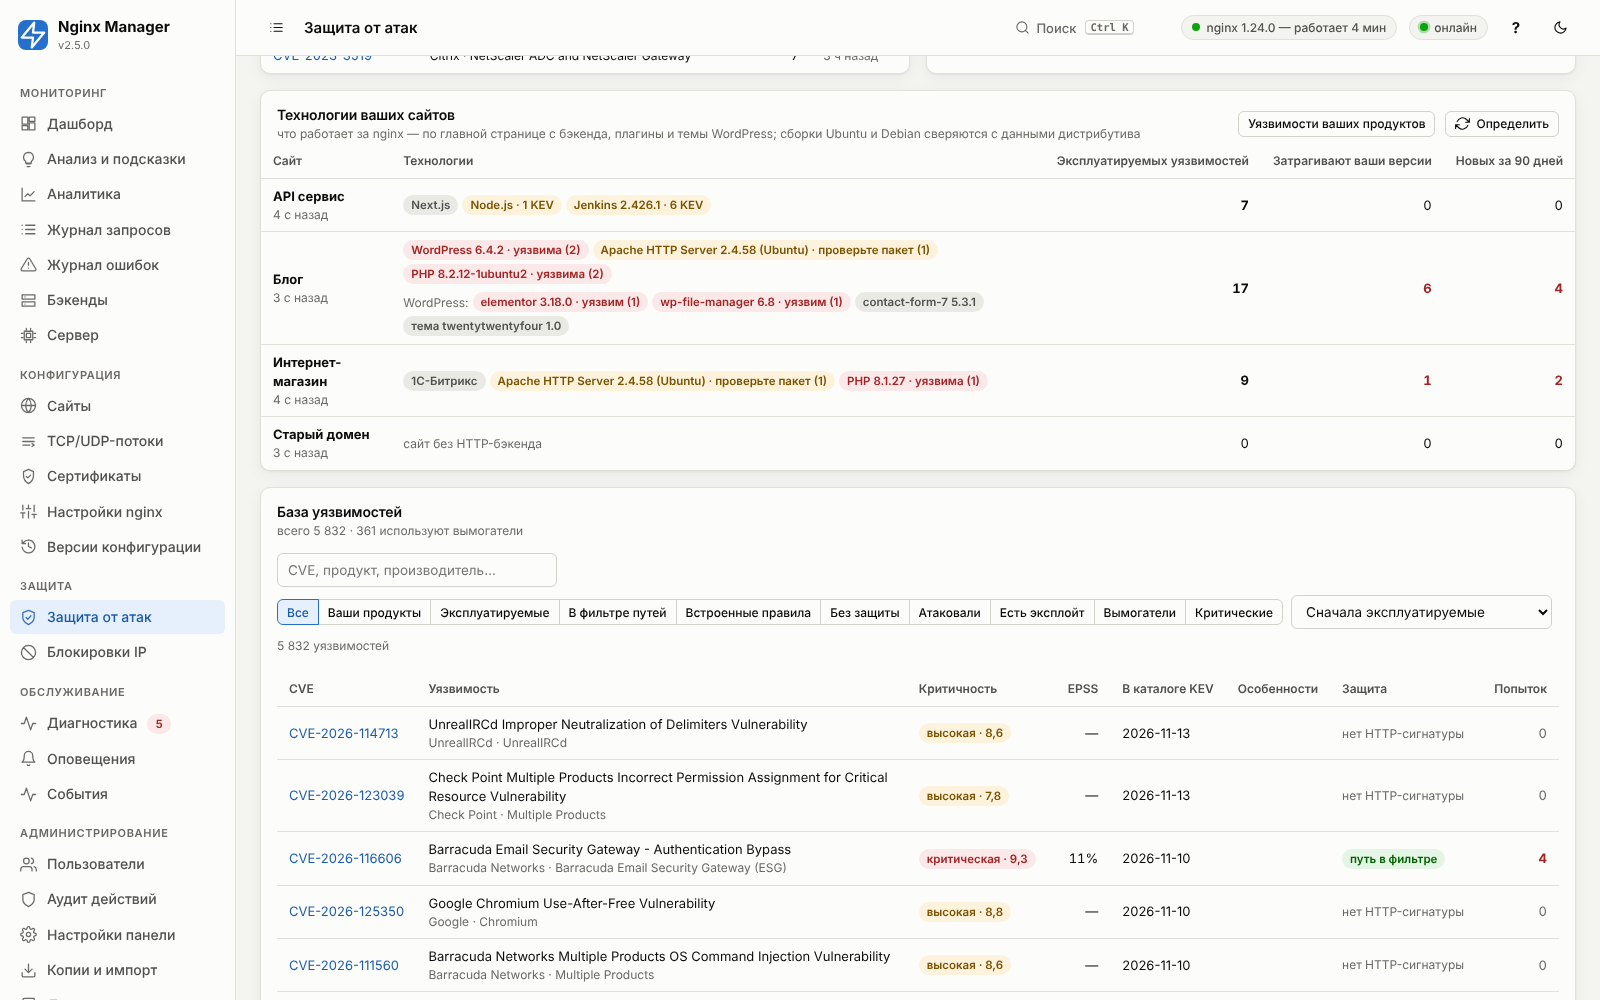 Nginx Manager
v2.5.0
Защита от атак
Поиск Ctrl K
nginx 1.24.0 — работает 4 мин
онлайн
?
МОНИТОРИНГ
Дашборд
Анализ и подсказки
Аналитика
Журнал запросов
Журнал ошибок
Бэкенды
Сервер
КОНФИГУРАЦИЯ
Сайты
TCP/UDP-потоки
Сертификаты
Настройки nginx
Версии конфигурации
ЗАЩИТА
Защита от атак
Блокировки IP
ОБСЛУЖИВАНИЕ
Диагностика 5
Оповещения
События
АДМИНИСТРИРОВАНИЕ
Пользователи
Аудит действий
Настройки панели
Копии и импорт
CVE-2023-3519 Citrix · NetScaler ADC and NetScaler Gateway 7 3 ч назад
Технологии ваших сайтов
что работает за nginx — по главной странице с бэкенда, плагины и темы WordPress; сборки Ubuntu и Debian сверяются с данными дистрибутива
Уязвимости ваших продуктов
Определить
Сайт Технологии Эксплуатируемых уязвимостей Затрагивают ваши версии Новых за 90 дней
API сервис
4 с назад
Next.js Node.js · 1 KEV Jenkins 2.426.1 · 6 KEV
7 0 0
Блог
3 с назад
WordPress 6.4.2 · уязвима (2) Apache HTTP Server 2.4.58 (Ubuntu) · проверьте пакет (1)
PHP 8.2.12-1ubuntu2 · уязвима (2)
WordPress: elementor 3.18.0 · уязвим (1) wp-file-manager 6.8 · уязвим (1) contact-form-7 5.3.1
тема twentytwentyfour 1.0
17 6 4
Интернет-
магазин
4 с назад
1С-Битрикс Apache HTTP Server 2.4.58 (Ubuntu) · проверьте пакет (1) PHP 8.1.27 · уязвима (1)
9 1 2
Старый домен
3 с назад
сайт без HTTP-бэкенда
0 0 0
База уязвимостей
всего 5 832 · 361 используют вымогатели
CVE, продукт, производитель...
Все Ваши продукты Эксплуатируемые В фильтре путей Встроенные правила Без защиты Атаковали Есть эксплойт Вымогатели Критические
Сначала эксплуатируемые
5 832 уязвимостей
CVE Уязвимость Критичность EPSS В каталоге KEV Особенности Защита Попыток
CVE-2026-114713 UnrealIRCd Improper Neutralization of Delimiters Vulnerability
UnrealIRCd · UnrealIRCd
высокая · 8,6 — 2026-11-13 нет HTTP-сигнатуры 0
CVE-2026-123039 Check Point Multiple Products Incorrect Permission Assignment for Critical
Resource Vulnerability
Check Point · Multiple Products
высокая · 7,8 — 2026-11-13 нет HTTP-сигнатуры 0
CVE-2026-116606 Barracuda Email Security Gateway - Authentication Bypass
Barracuda Networks · Barracuda Email Security Gateway (ESG)
критическая · 9,3 11% 2026-11-10 путь в фильтре 4
CVE-2026-125350 Google Chromium Use-After-Free Vulnerability
Google · Chromium
высокая · 8,8 — 2026-11-10 нет HTTP-сигнатуры 0
CVE-2026-111560 Barracuda Networks Multiple Products OS Command Injection Vulnerability
Barracuda Networks · Multiple Products
высокая · 8,6 — 2026-11-10 нет HTTP-сигнатуры 0